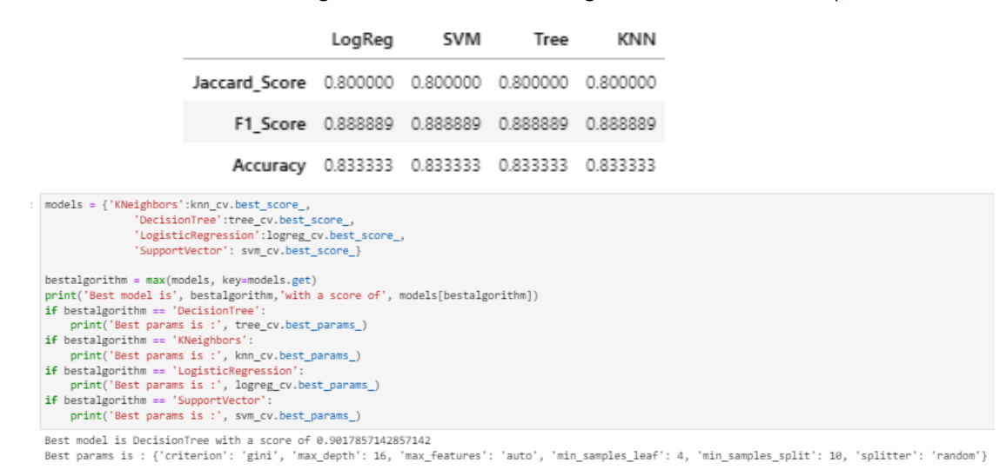 LogReg SVM Tree KNN
Jaccard_Score 0.800000 0.800000 0.800000 0.800000
F1_Score 0.888889 0.888889 0.888889 0.888889
Accuracy 0.833333 0.833333 0.833333 0.833333
: models = {'KNeighbors':knn_cv.best_score_,
'DecisionTree':tree_cv.best_score_,
'LogisticRegression':logreg_cv.best_score_,
'SupportVector': svm_cv.best_score_}
bestalgorithm = max(models, key=models.get)
print('Best model is', bestalgorithm,'with a score of', models[bestalgorithm])
if bestalgorithm == 'DecisionTree':
print('Best params is :', tree_cv.best_params_)
if bestalgorithm == 'KNeighbors':
print('Best params is :', knn_cv.best_params_)
if bestalgorithm == 'LogisticRegression':
print('Best params is :', logreg_cv.best_params_)
if bestalgorithm == 'SupportVector':
print('Best params is :', svm_cv.best_params_)
Best model is DecisionTree with a score of 0.9017857142857142
Best params is : {'criterion': 'gini', 'max_depth': 16, 'max_features': 'auto', 'min_samples_leaf': 4, 'min_samples_split': 10, 'splitter': 'random'}